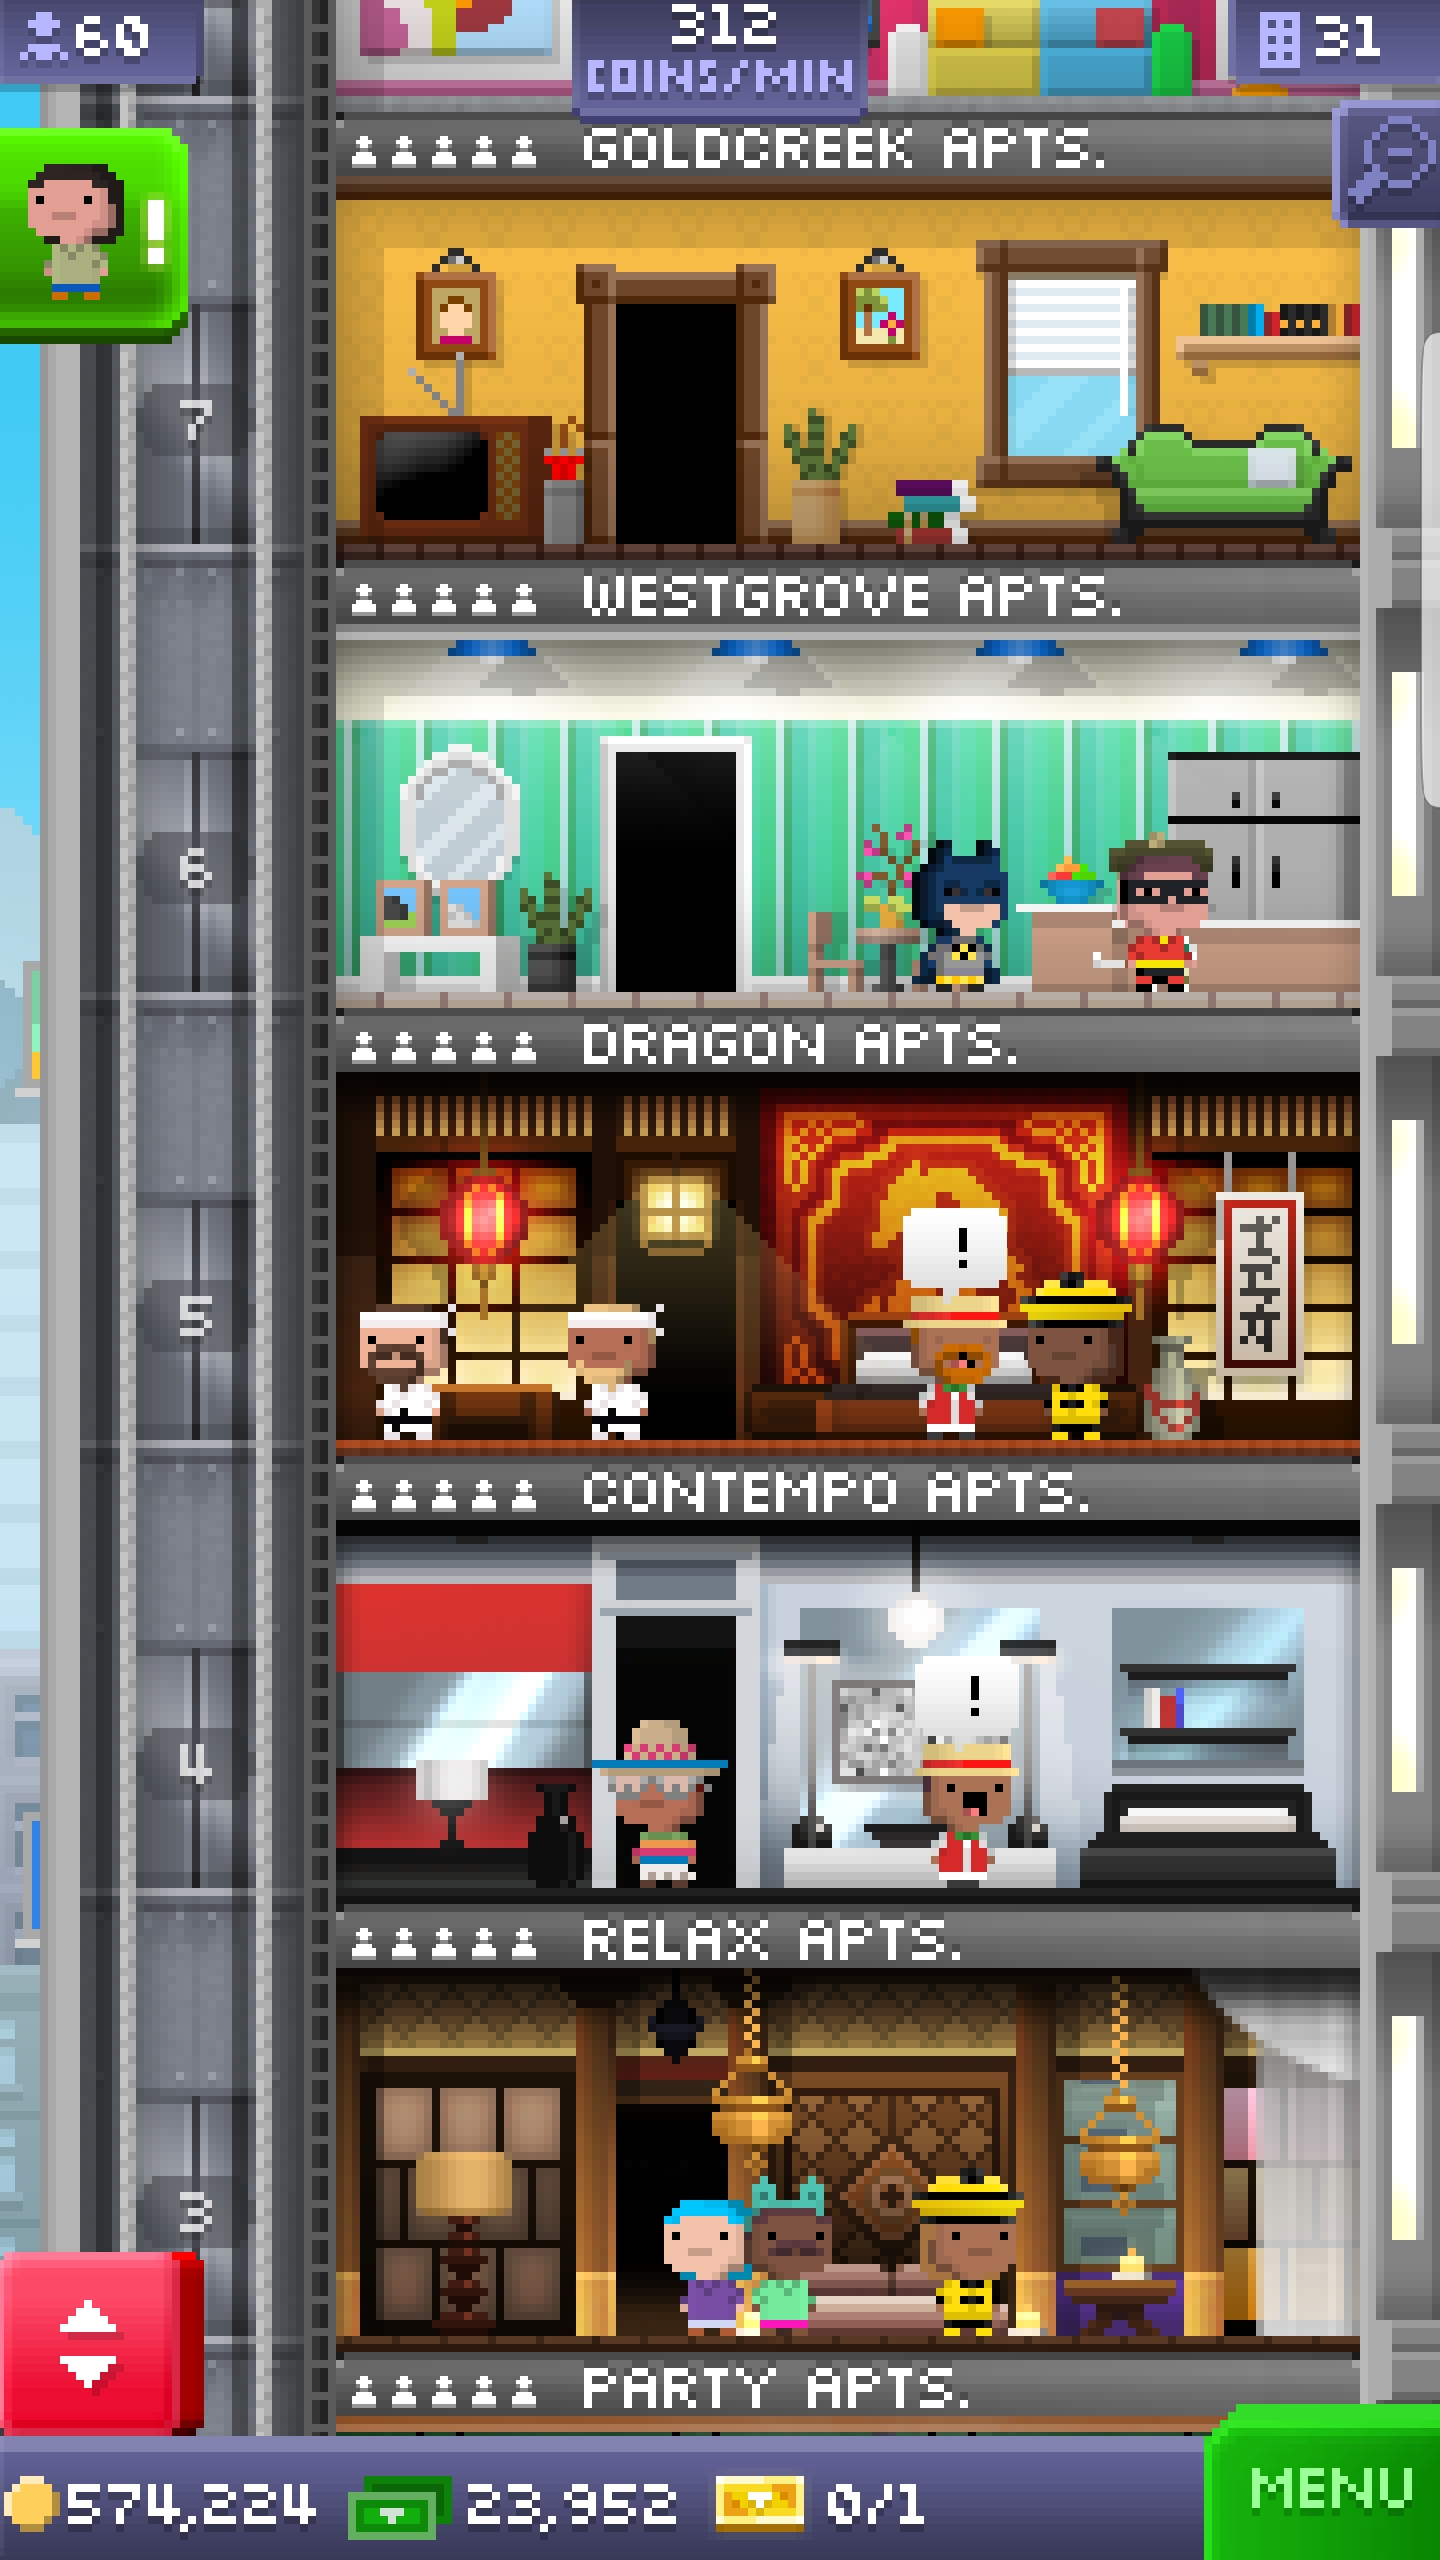 60
312
COINS/MIN
31
GOLDCREEK APTS.
!
7
WESTGROVE APTS.
6
DRAGON APTS.
!
5
CONTEMPO APTS.
!
4
RELAX APTS.
3
PARTY APTS.
574,224
23,952
0/1
MENU